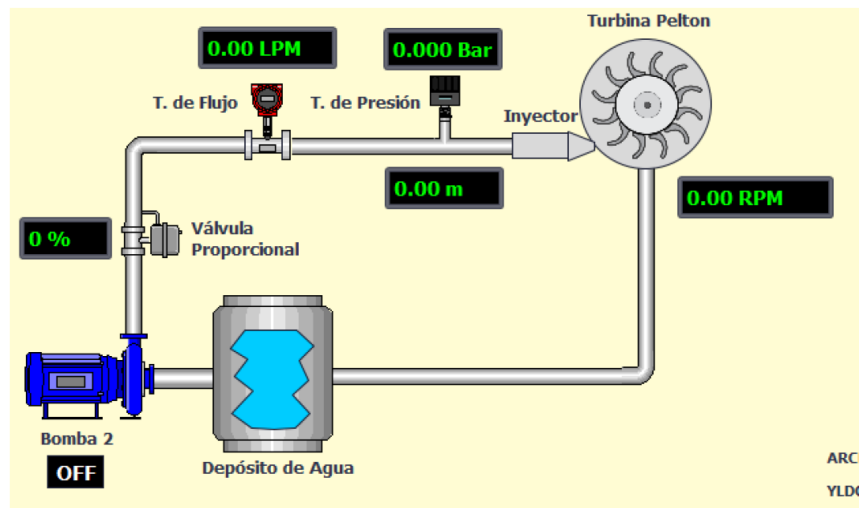 Turbina Pelton
0.00 LPM
0.000 Bar
T. de Flujo
T. de Presión
Inyector
0.00 m
0.00 RPM
0 %
Válvula
Proporcional
Bomba 2
OFF
Depósito de Agua
ARC